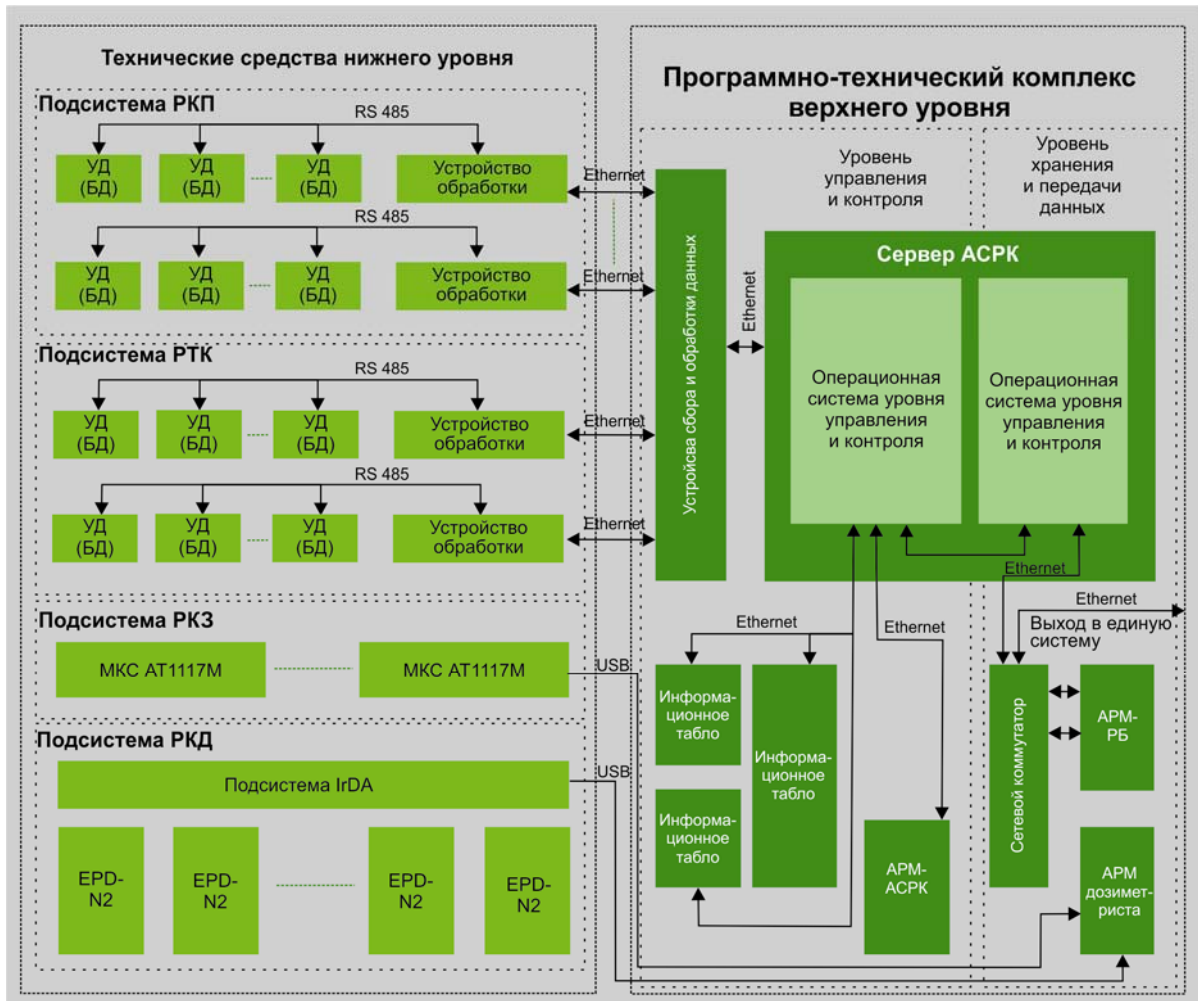 Технические средства нижнего уровня
Подсистема РКП
RS 485
УД
(БД)
УД
(БД)
УД
(БД)
Устройство
обработки
Ethernet
RS 485
УД
(БД)
УД
(БД)
УД
(БД)
Устройство
обработки
Ethernet
Подсистема РТК
RS 485
УД
(БД)
УД
(БД)
УД
(БД)
Устройство
обработки
Ethernet
RS 485
УД
(БД)
УД
(БД)
УД
(БД)
Устройство
обработки
Ethernet
Подсистема РКЗ
МКС АТ1117М
МКС АТ1117М
USB
Подсистема РКД
Подсистема IrDA
USB
EPD-
N2
EPD-
N2
EPD-
N2
EPD-
N2
Программно-технический комплекс
верхнего уровня
Уровень
управления
и контроля
Уровень
хранения
и передачи
данных
Устройсва сбора и обработки данных
Ethernet
Сервер АСРК
Операционная
система уровня
управления
и контроля
Операционная
система уровня
управления
и контроля
Ethernet
Ethernet
Выход в единую
систему
Ethernet
Ethernet
Информа-
ционное
табло
Информа-
ционное
табло
Информа-
ционное
табло
АРМ-
АСРК
Сетевой коммутатор
АРМ-
РБ
АРМ
дозимет-
риста